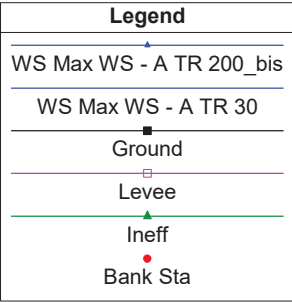 Legend
WS Max WS - A TR 200_bis
WS Max WS - A TR 30
Ground
Levee
Ineff
Bank Sta